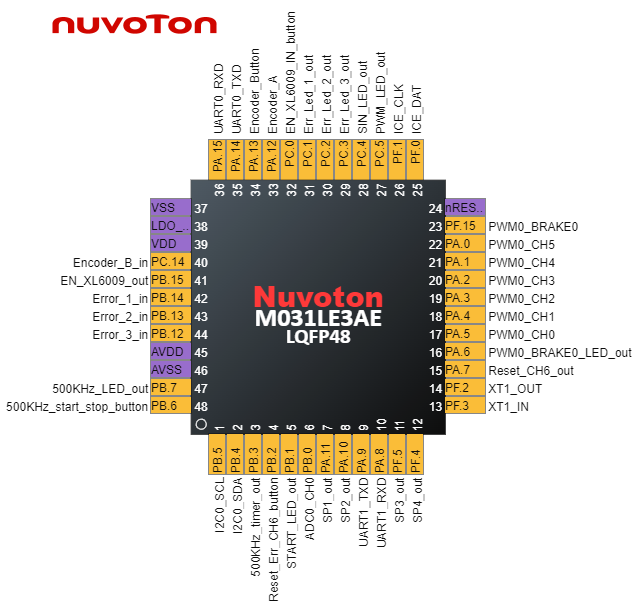 nuvoTon
UART0_RXD
UART0_TXD
Encoder_Button
Encoder_A
EN_XL6009_IN_button
Err_Led_1_out
Err_Led_2_out
Err_Led_3_out
SIN_LED_out
PWM_LED_out
ICE_CLK
ICE_DAT
PA.15
PA.14
PA.13
PA.12
PC.0
PC.1
PC.2
PC.3
PC.4
PC.5
PF.1
PF.0
36
35
34
33
32
31
30
29
28
27
26
25
VSS 37
LDO_.. 38
VDD 39
Encoder_B_in PC.14 40
EN_XL6009_out PB.15 41
Error_1_in PB.14 42
Error_2_in PB.13 43
Error_3_in PB.12 44
AVDD 45
AVSS 46
500KHz_LED_out PB.7 47
500KHz_start_stop_button PB.6 48
Nuvoton
M031LE3AE
LQFP48
24 nRES..
23 PF.15 PWM0_BRAKE0
22 PA.0 PWM0_CH5
21 PA.1 PWM0_CH4
20 PA.2 PWM0_CH3
19 PA.3 PWM0_CH2
18 PA.4 PWM0_CH1
17 PA.5 PWM0_CH0
16 PA.6 PWM0_BRAKE0_LED_out
15 PA.7 Reset_CH6_out
14 PF.2 XT1_OUT
13 PF.3 XT1_IN
1
2
3
4
5
6
7
8
9
10
11
12
PB.5
PB.4
PB.3
PB.2
PB.1
PB.0
PA.11
PA.10
PA.9
PA.8
PF.5
PF.4
I2C0_SCL
I2C0_SDA
500KHz_timer_out
Reset_Err_CH6_button
START_LED_out
ADC0_CH0
SP1_out
SP2_out
UART1_TXD
UART1_RXD
SP3_out
SP4_out